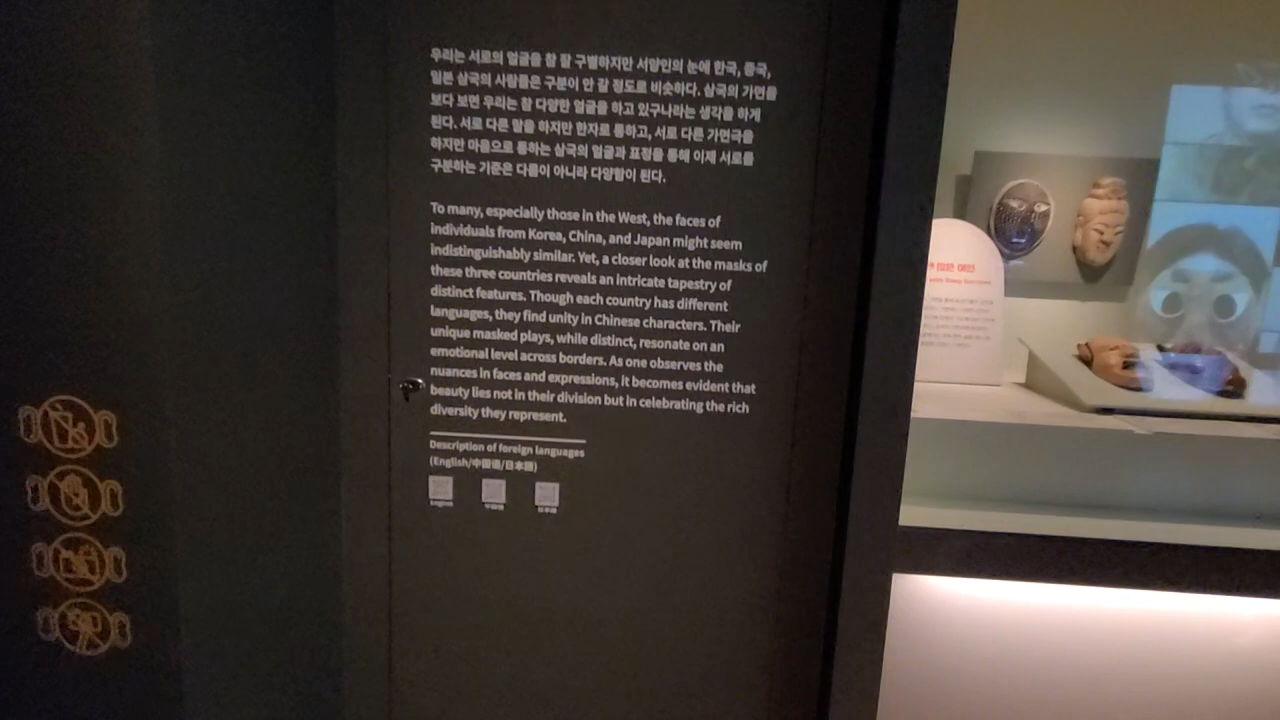 우리는 서로의 얼굴을 참 잘 구별하지만 서양인의 눈에 한국, 중국,
일본 삼국의 사람들은 구분이 안 갈 정도로 비슷하다. 삼국의 가면을
보다 보면 우리는 참 다양한 얼굴을 하고 있구나라는 생각을 하게
된다. 서로 다른 말을 하지만 한자로 통하고, 서로 다른 가면극을
하지만 마음으로 통하는 삼국의 얼굴과 표정을 통해 이제 서로를
구분하는 기준은 다름이 아니라 다양함이 된다.
To many, especially those in the West, the faces of
individuals from Korea, China, and Japan might seem
indistinguishably similar. Yet, a closer look at the masks of
these three countries reveals an intricate tapestry of
distinct features. Though each country has different
languages, they find unity in Chinese characters. Their
unique masked plays, while distinct, resonate on an
emotional level across borders. As one observes the
nuances in faces and expressions, it becomes evident that
beauty lies not in their division but in celebrating the rich
diversity they represent.
Description of foreign languages
(English/中国语/日本語)
English
中国语
日本語
많은 여인